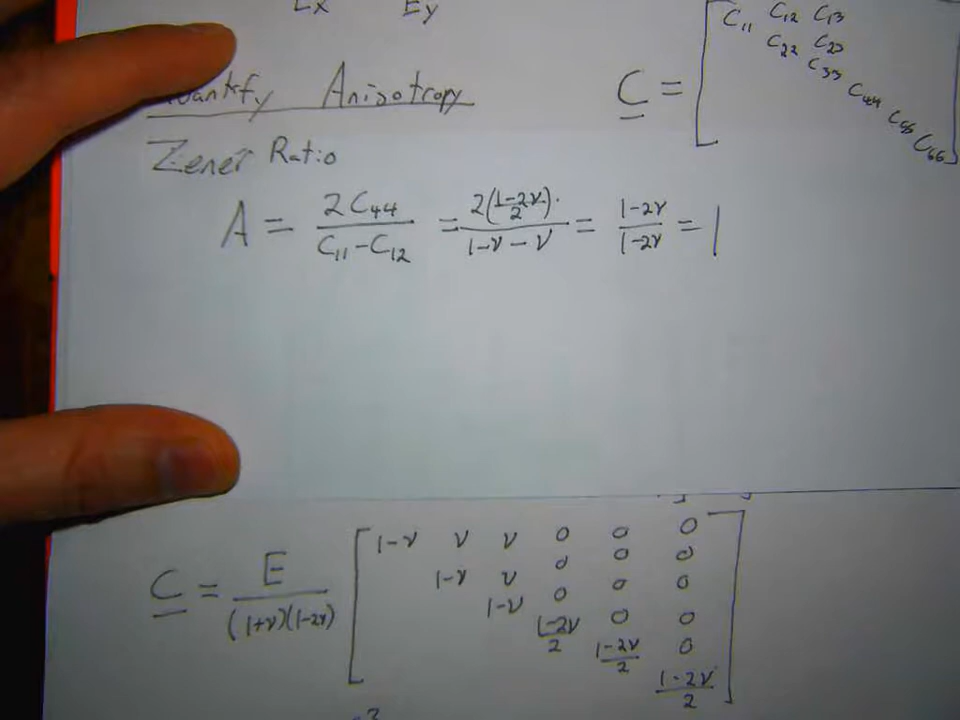 Ex Ey
Quantify Anisotropy
C = [ C11 C12 C13
C22 C23
C33
C44
C55
C66 ]
Zener Ratio
A = 2C44 / (C11 - C12) = 2((1-2ν)/2) / (1-ν-ν) = (1-2ν)/(1-2ν) = 1
C = E / ((1+ν)(1-2ν)) [ 1-ν ν ν 0 0 0
1-ν ν 0 0 0
1-ν 0 0 0
(1-2ν)/2 0 0
(1-2ν)/2 0
(1-2ν)/2 ]